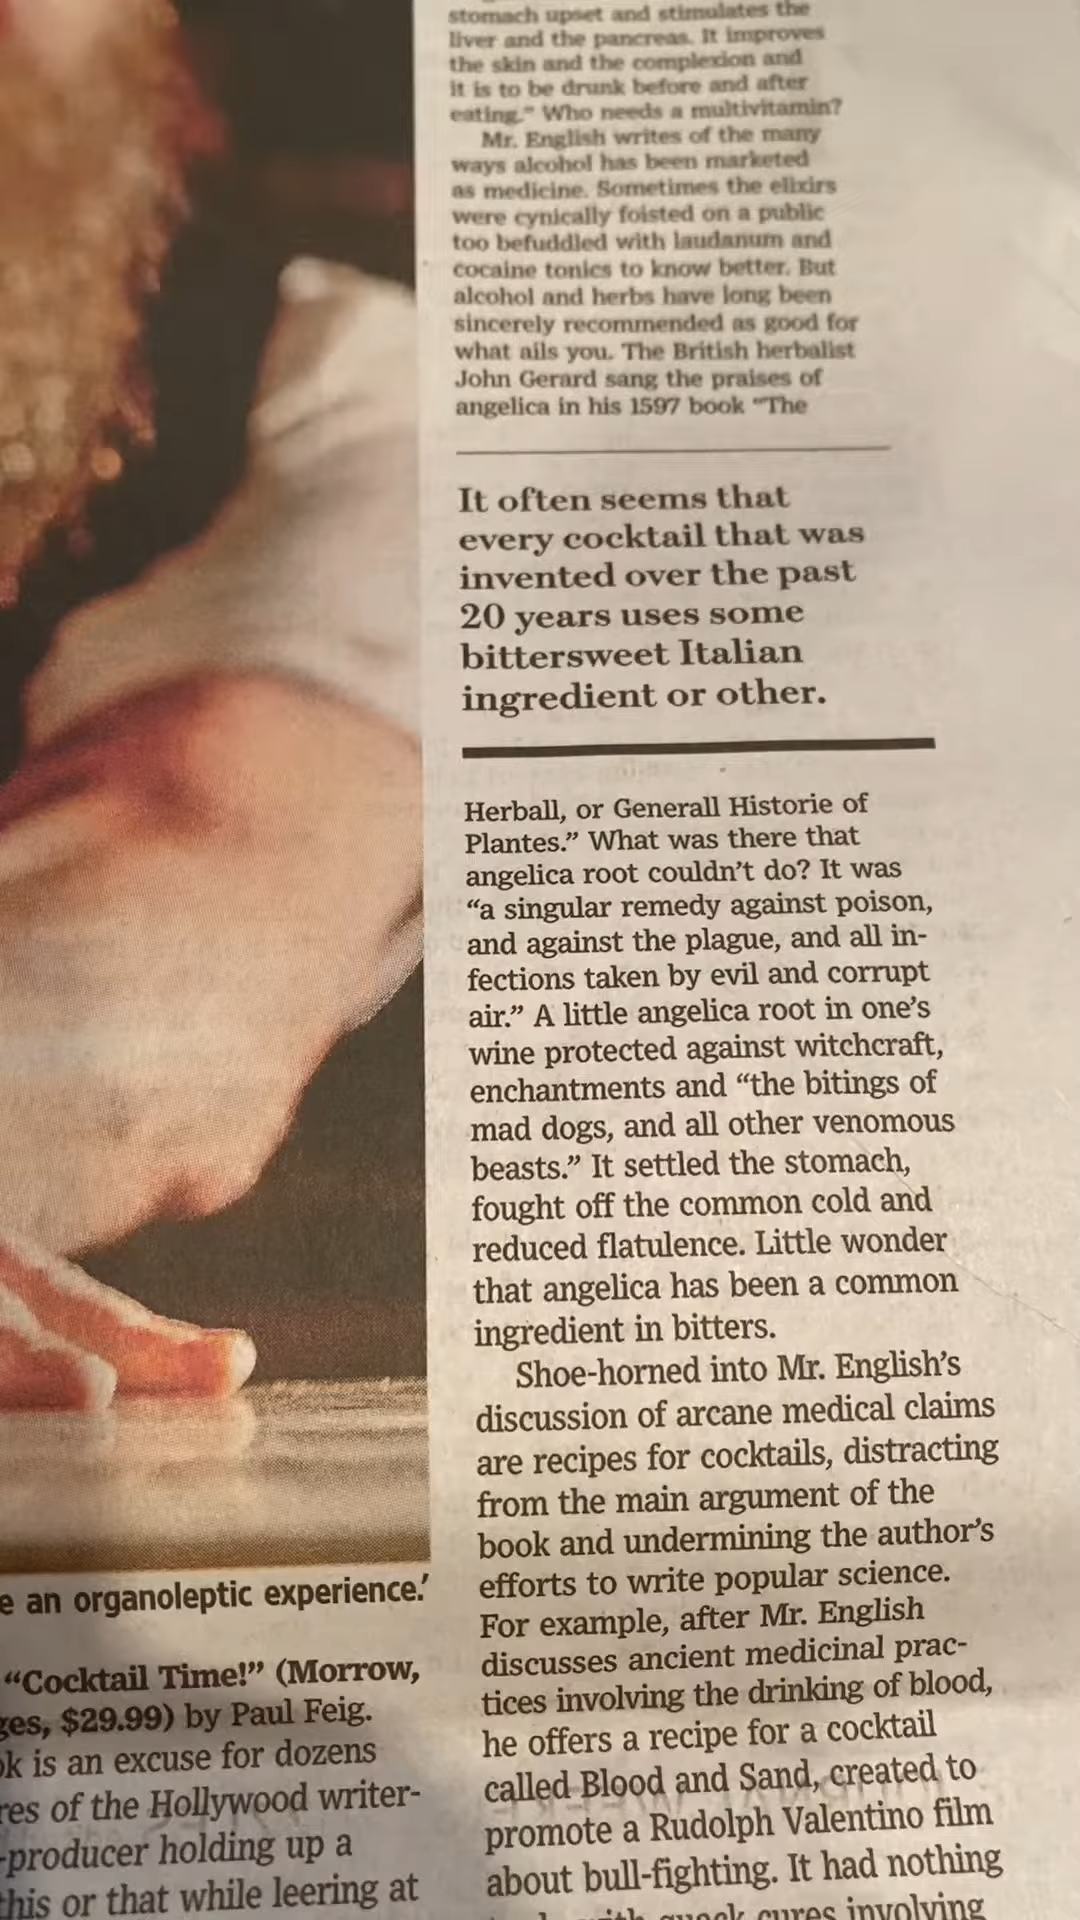 stomach upset and stimulates the
liver and the pancreas. It improves
the skin and the complexion and
it is to be drunk before and after
eating.” Who needs a multivitamin?
Mr. English writes of the many
ways alcohol has been marketed
as medicine. Sometimes the elixirs
were cynically foisted on a public
too befuddled with laudanum and
cocaine tonics to know better. But
alcohol and herbs have long been
sincerely recommended as good for
what ails you. The British herbalist
John Gerard sang the praises of
angelica in his 1597 book “The
It often seems that
every cocktail that was
invented over the past
20 years uses some
bittersweet Italian
ingredient or other.
Herball, or Generall Historie of
Plantes.” What was there that
angelica root couldn’t do? It was
“a singular remedy against poison,
and against the plague, and all in-
fections taken by evil and corrupt
air.” A little angelica root in one’s
wine protected against witchcraft,
enchantments and “the bitings of
mad dogs, and all other venomous
beasts.” It settled the stomach,
fought off the common cold and
reduced flatulence. Little wonder
that angelica has been a common
ingredient in bitters.
Shoe-horned into Mr. English’s
discussion of arcane medical claims
are recipes for cocktails, distracting
from the main argument of the
book and undermining the author’s
efforts to write popular science.
For example, after Mr. English
discusses ancient medicinal prac-
tices involving the drinking of blood,
he offers a recipe for a cocktail
called Blood and Sand, created to
promote a Rudolph Valentino film
about bull-fighting. It had nothing
cures involving
e an organoleptic experience.’
“Cocktail Time!” (Morrow,
ges, $29.99) by Paul Feig.
ok is an excuse for dozens
res of the Hollywood writer-
-producer holding up a
this or that while leering at